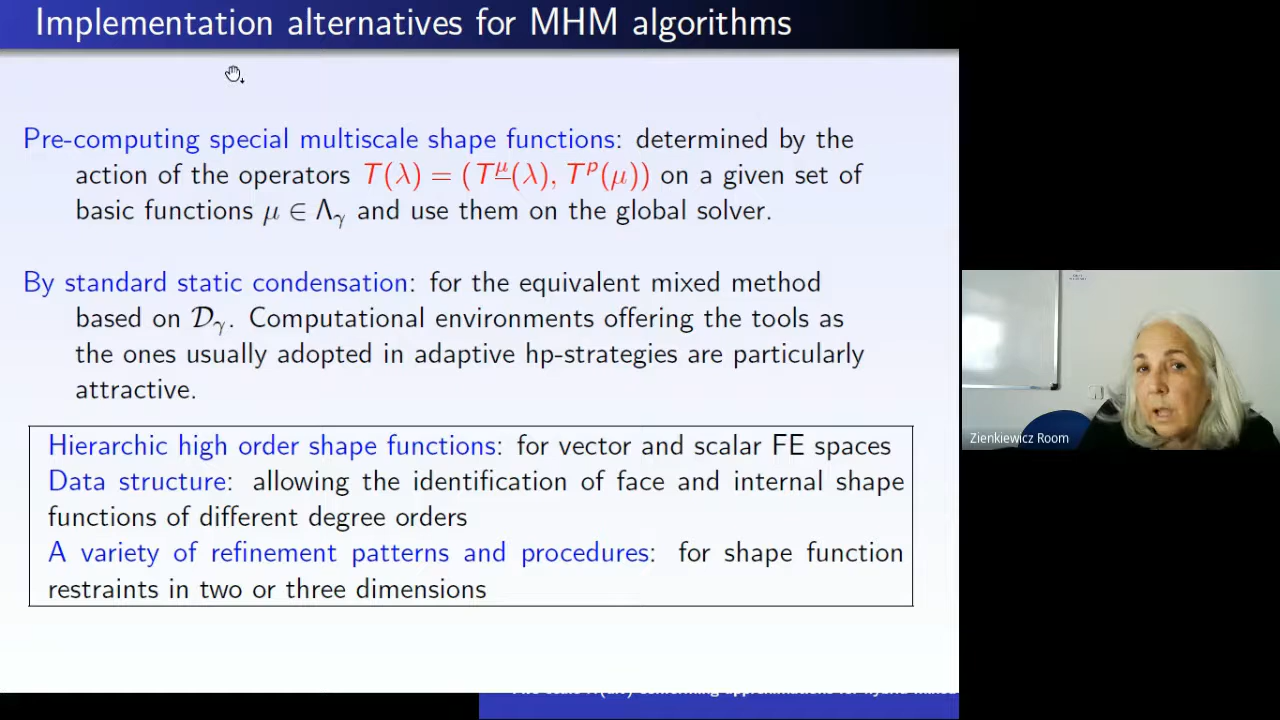 Implementation alternatives for MHM algorithms
Pre-computing special multiscale shape functions: determined by the
action of the operators T(λ) = (T^μ̲(λ), T^p(μ)) on a given set of
basic functions μ ∈ Λ_γ and use them on the global solver.
By standard static condensation: for the equivalent mixed method
based on 𝒟_γ. Computational environments offering the tools as
the ones usually adopted in adaptive hp-strategies are particularly
attractive.
Hierarchic high order shape functions: for vector and scalar FE spaces
Data structure: allowing the identification of face and internal shape
functions of different degree orders
A variety of refinement patterns and procedures: for shape function
restraints in two or three dimensions
Zienkiewicz Room